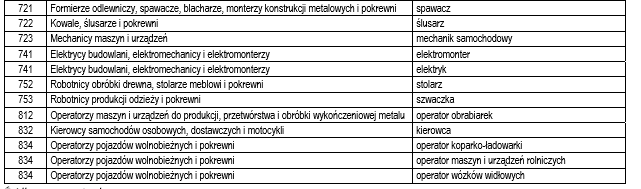 721 Formierze odlewniczy, spawacze, blacharze, monterzy konstrukcji metalowych i pokrewni spawacz
722 Kowale, ślusarze i pokrewni ślusarz
723 Mechanicy maszyn i urządzeń mechanik samochodowy
741 Elektrycy budowlani, elektromechanicy i elektromonterzy elektromonter
741 Elektrycy budowlani, elektromechanicy i elektromonterzy elektryk
752 Robotnicy obróbki drewna, stolarze meblowi i pokrewni stolarz
753 Robotnicy produkcji odzieży i pokrewni szwaczka
812 Operatorzy maszyn i urządzeń do produkcji, przetwórstwa i obróbki wykończeniowej metalu operator obrabiarek
832 Kierowcy samochodów osobowych, dostawczych i motocykli kierowca
834 Operatorzy pojazdów wolnobieżnych i pokrewni operator koparko-ładowarki
834 Operatorzy pojazdów wolnobieżnych i pokrewni operator maszyn i urządzeń rolniczych
834 Operatorzy pojazdów wolnobieżnych i pokrewni operator wózków widłowych